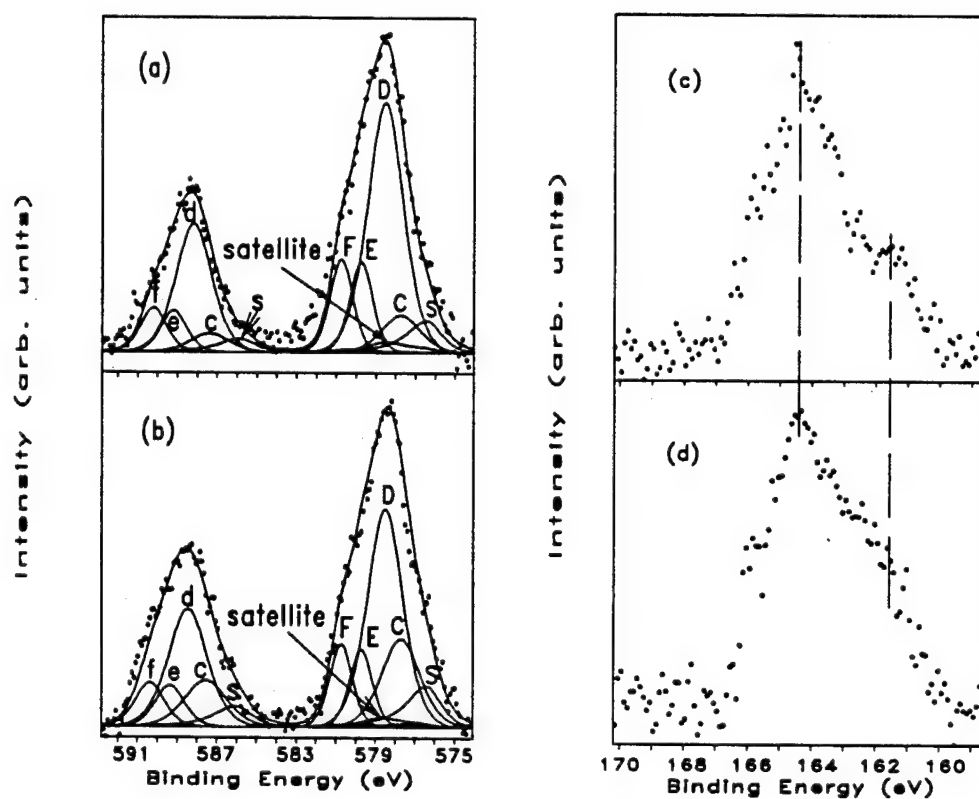 (a)
D
d
satellite
F
E
S
f
e
c
C
S
(b)
D
d
satellite
F
E
C
f
e
c
S
S
591
587
583
579
575
Binding Energy (eV)
Intensity (arb. units)
(c)
(d)
170
168
166
164
162
160
Binding Energy (eV)
Intensity (arb. units)